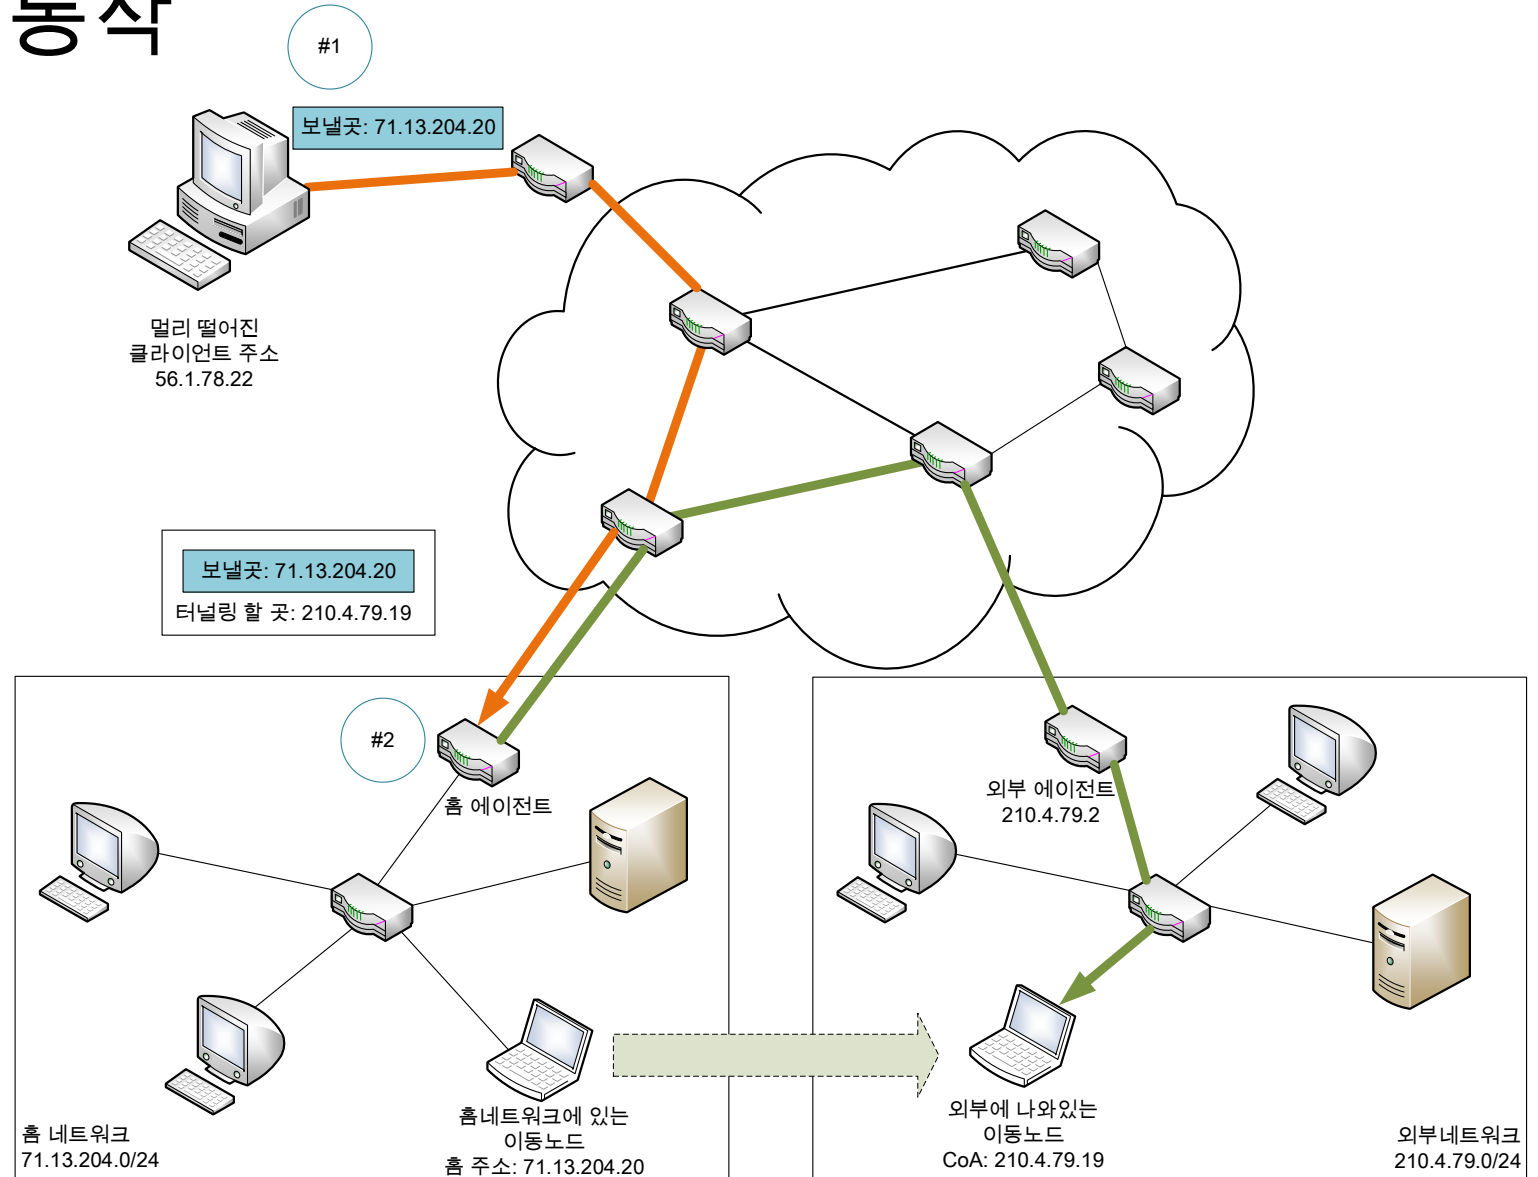 동작
#1
보낼곳: 71.13.204.20
멀리 떨어진
클라이언트 주소
56.1.78.22
보낼곳: 71.13.204.20
터널링 할 곳: 210.4.79.19
#2
홈 에이전트
외부 에이전트
210.4.79.2
홈네트워크에 있는
이동노드
홈 주소: 71.13.204.20
홈 네트워크
71.13.204.0/24
외부에 나와있는
이동노드
CoA: 210.4.79.19
외부네트워크
210.4.79.0/24